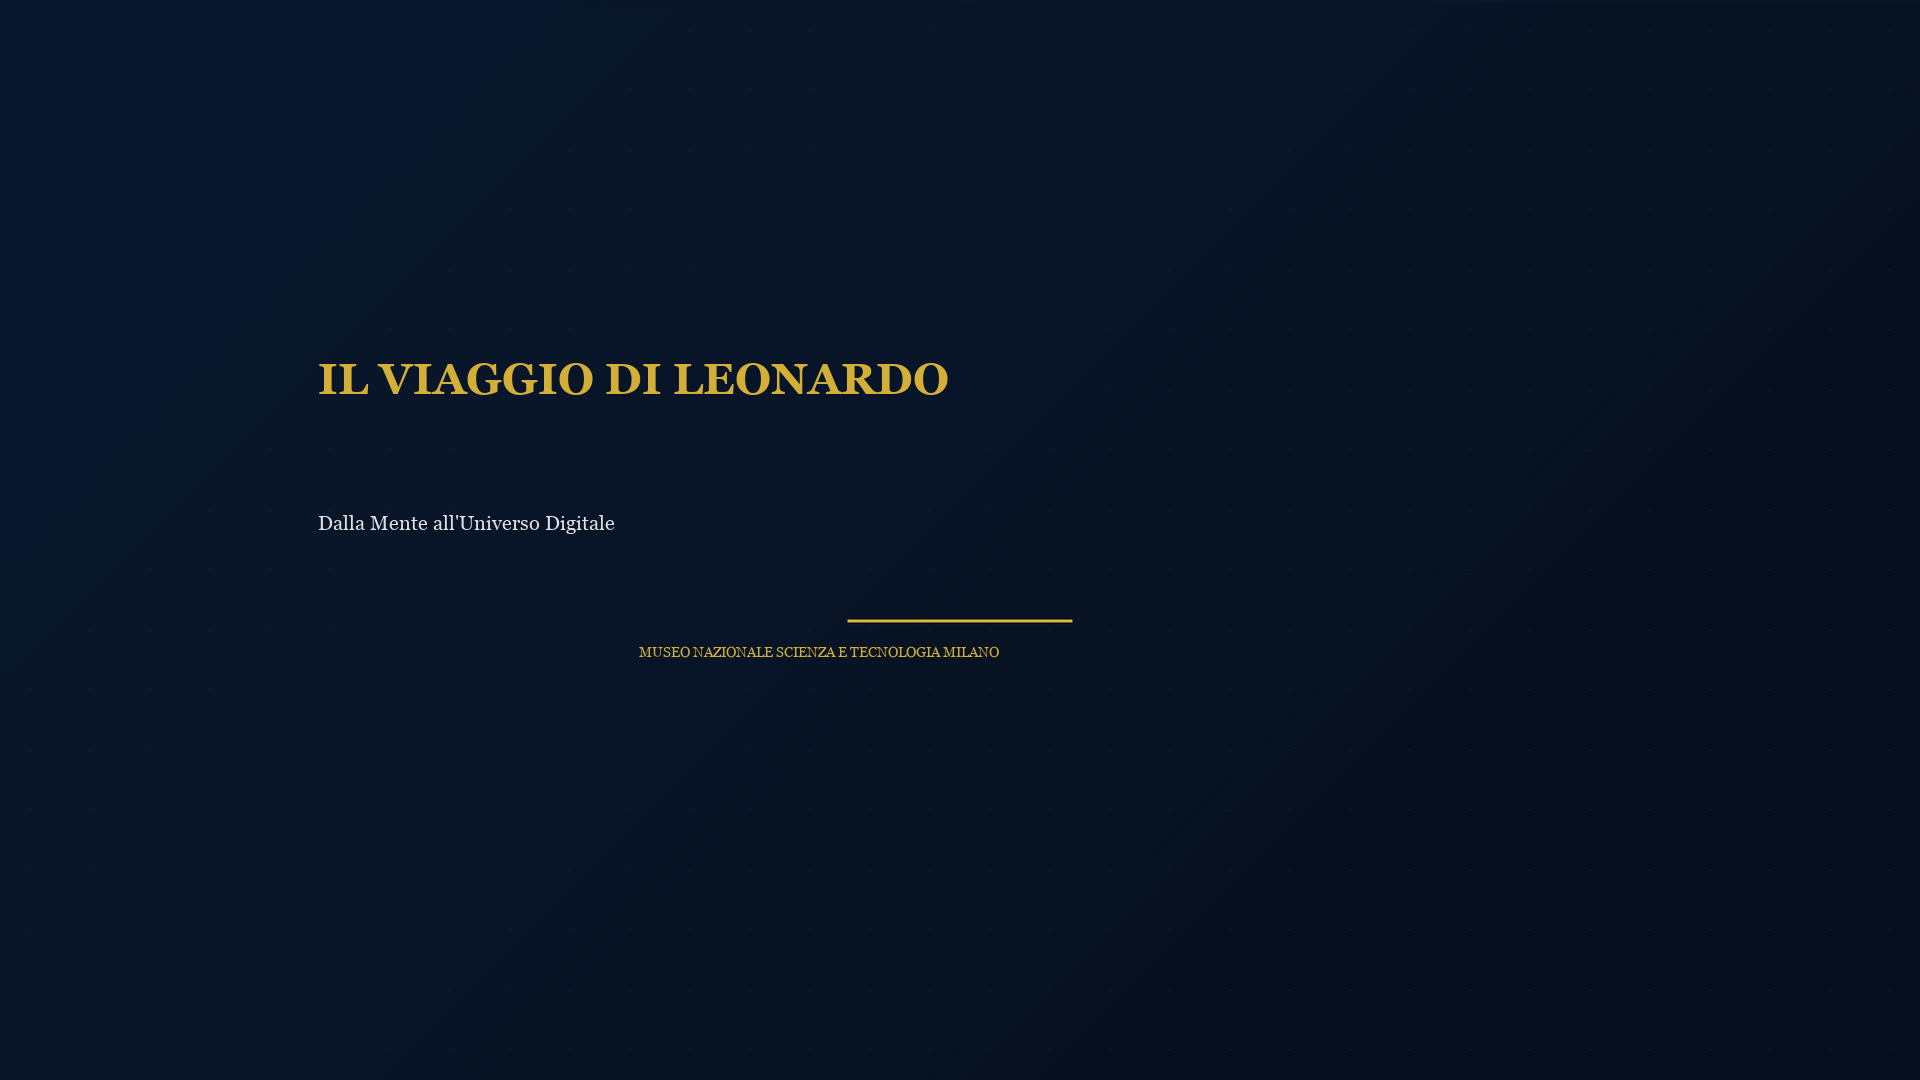 IL VIAGGIO DI LEONARDO
Dalla Mente all'Universo Digitale
MUSEO NAZIONALE SCIENZA E TECNOLOGIA MILANO